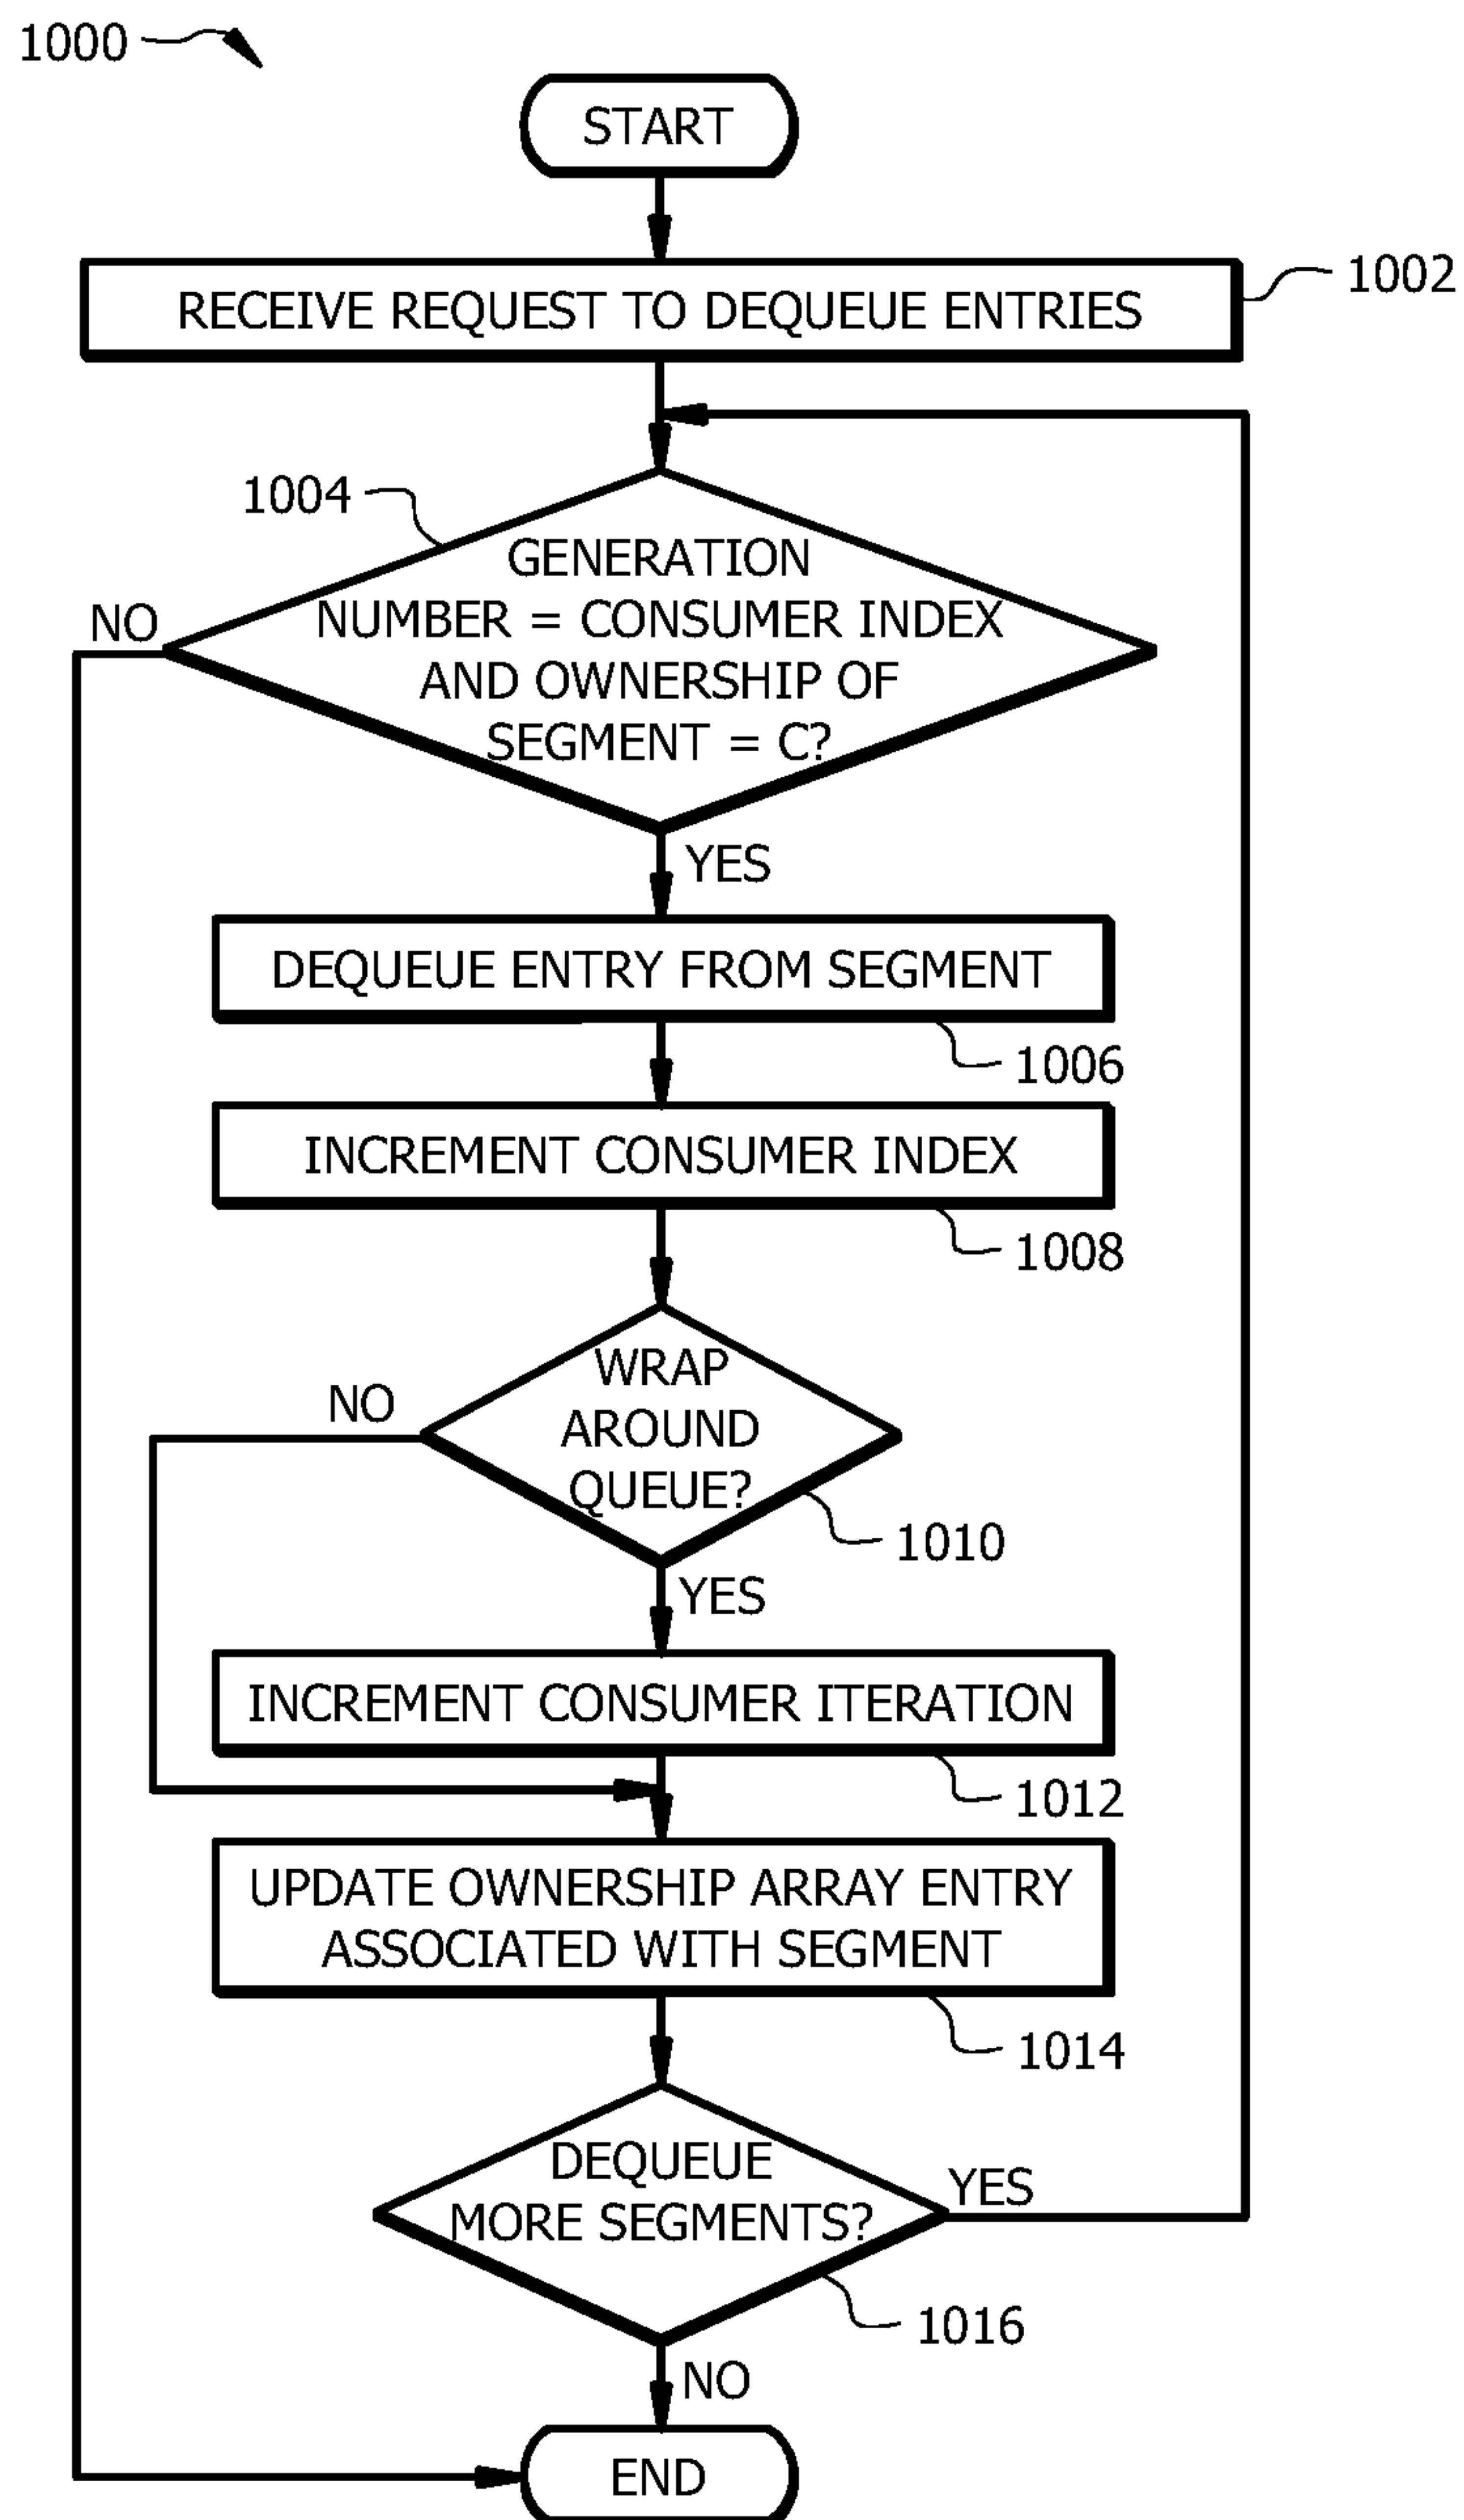 1000
START
RECEIVE REQUEST TO DEQUEUE ENTRIES
1002
1004
GENERATION
NUMBER = CONSUMER INDEX
AND OWNERSHIP OF
SEGMENT = C?
NO
YES
DEQUEUE ENTRY FROM SEGMENT
1006
INCREMENT CONSUMER INDEX
1008
WRAP
AROUND
QUEUE?
NO
1010
YES
INCREMENT CONSUMER ITERATION
1012
UPDATE OWNERSHIP ARRAY ENTRY
ASSOCIATED WITH SEGMENT
1014
DEQUEUE
MORE SEGMENTS?
YES
1016
NO
END